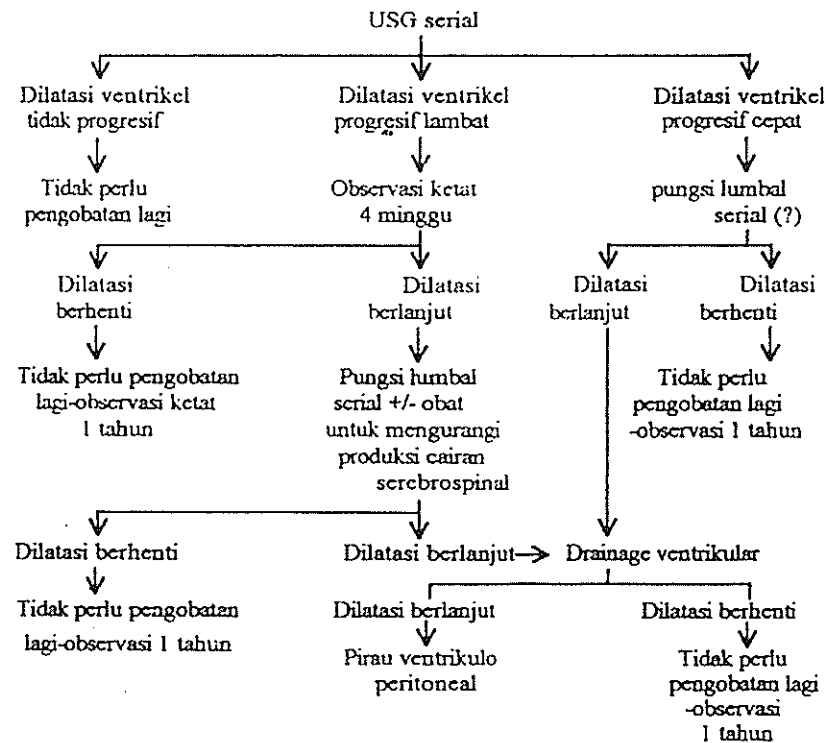 USG serial
Dilatasi ventrikel
tidak progresif
Dilatasi ventrikel
progresif lambat
Dilatasi ventrikel
progresif cepat
Tidak perlu
pengobatan lagi
Observasi ketat
4 minggu
pungsi lumbal
serial (?)
Dilatasi
berhenti
Dilatasi
berlanjut
Dilatasi
berlanjut
Dilatasi
berhenti
Tidak perlu pengobatan
lagi-observasi ketat
1 tahun
Pungsi lumbal
serial +/- obat
untuk mengurangi
produksi cairan
serebrospinal
Tidak perlu
pengobatan lagi
-observasi 1 tahun
Dilatasi berhenti
Dilatasi berlanjut
Drainage ventrikular
Tidak perlu pengobatan
lagi-observasi 1 tahun
Dilatasi berlanjut
Dilatasi berhenti
Pirau ventrikulo
peritoneal
Tidak perlu
pengobatan lagi
-observasi
1 tahun